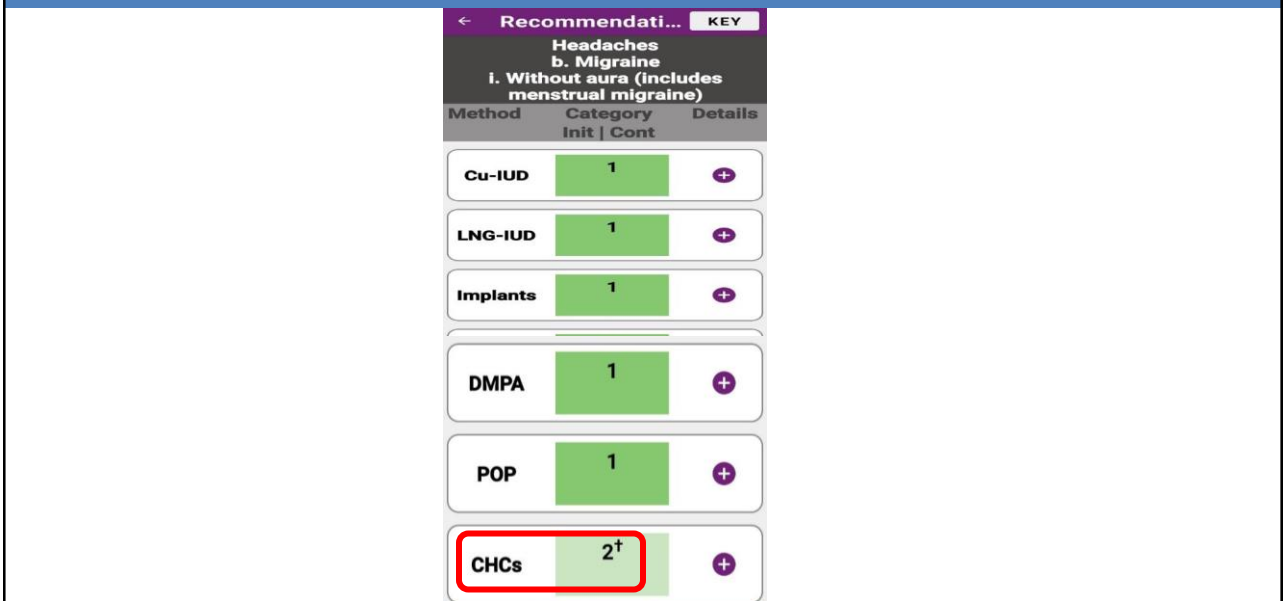 ← Recommendati... KEY
Headaches
b. Migraine
i. Without aura (includes
menstrual migraine)
Method Category Details
Init | Cont
Cu-IUD 1
LNG-IUD 1
Implants 1
DMPA 1
POP 1
CHCs 2†